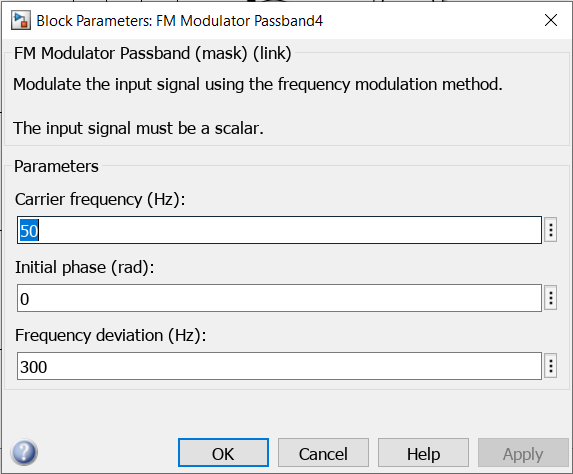 Block Parameters: FM Modulator Passband4
FM Modulator Passband (mask) (link)
Modulate the input signal using the frequency modulation method.
The input signal must be a scalar.
Parameters
Carrier frequency (Hz):
50
Initial phase (rad):
0
Frequency deviation (Hz):
300
OK Cancel Help Apply